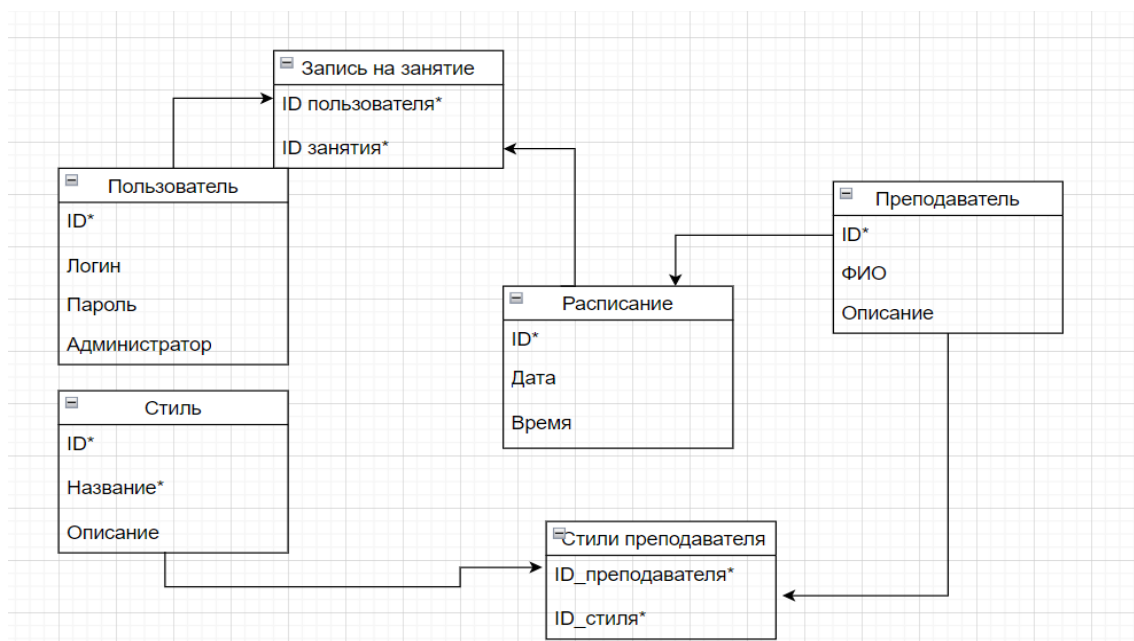 Запись на занятие
ID пользователя*
ID занятия*
Пользователь
ID*
Логин
Пароль
Администратор
Преподаватель
ID*
ФИО
Описание
Расписание
ID*
Дата
Время
Стиль
ID*
Название*
Описание
Стили преподавателя
ID_преподавателя*
ID_стиля*